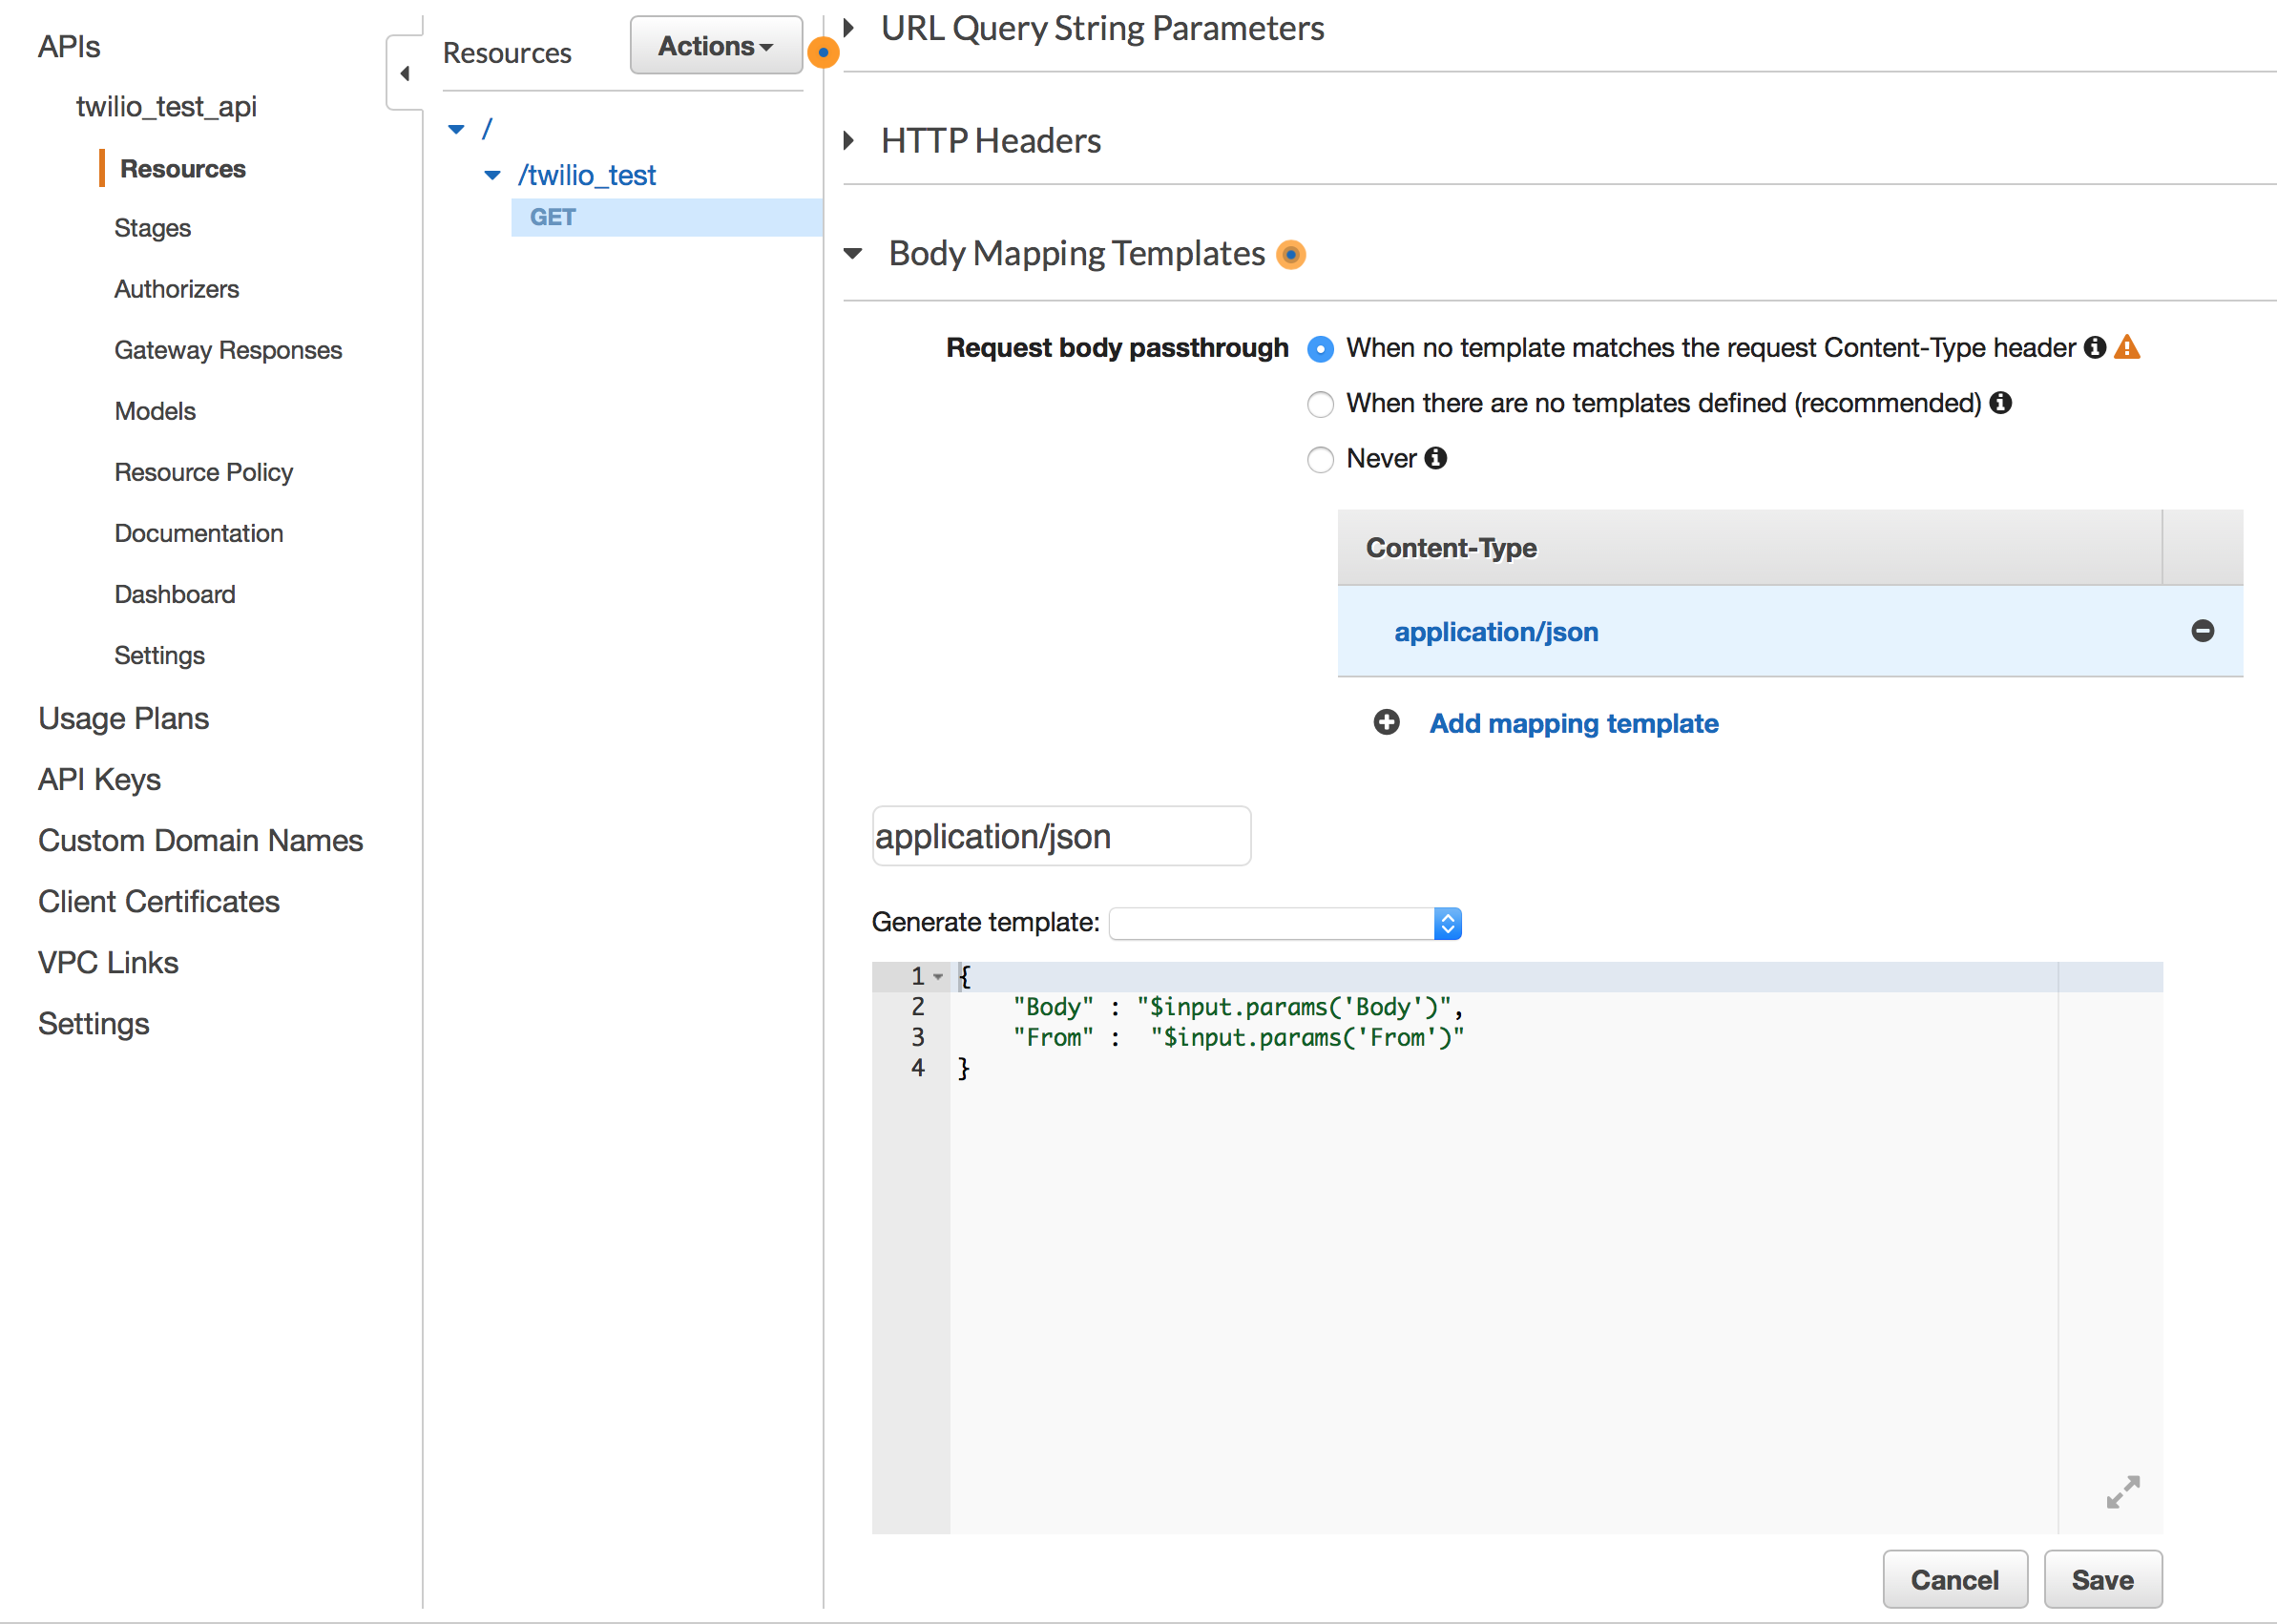 APIs
twilio_test_api
Resources
Stages
Authorizers
Gateway Responses
Models
Resource Policy
Documentation
Dashboard
Settings
Usage Plans
API Keys
Custom Domain Names
Client Certificates
VPC Links
Settings
Resources
Actions
/
/twilio_test
GET
URL Query String Parameters
HTTP Headers
Body Mapping Templates
Request body passthrough
When no template matches the request Content-Type header
When there are no templates defined (recommended)
Never
Content-Type
application/json
Add mapping template
application/json
Generate template:
1 {
2 "Body" : "$input.params('Body')",
3 "From" :  "$input.params('From')"
4 }
Cancel
Save